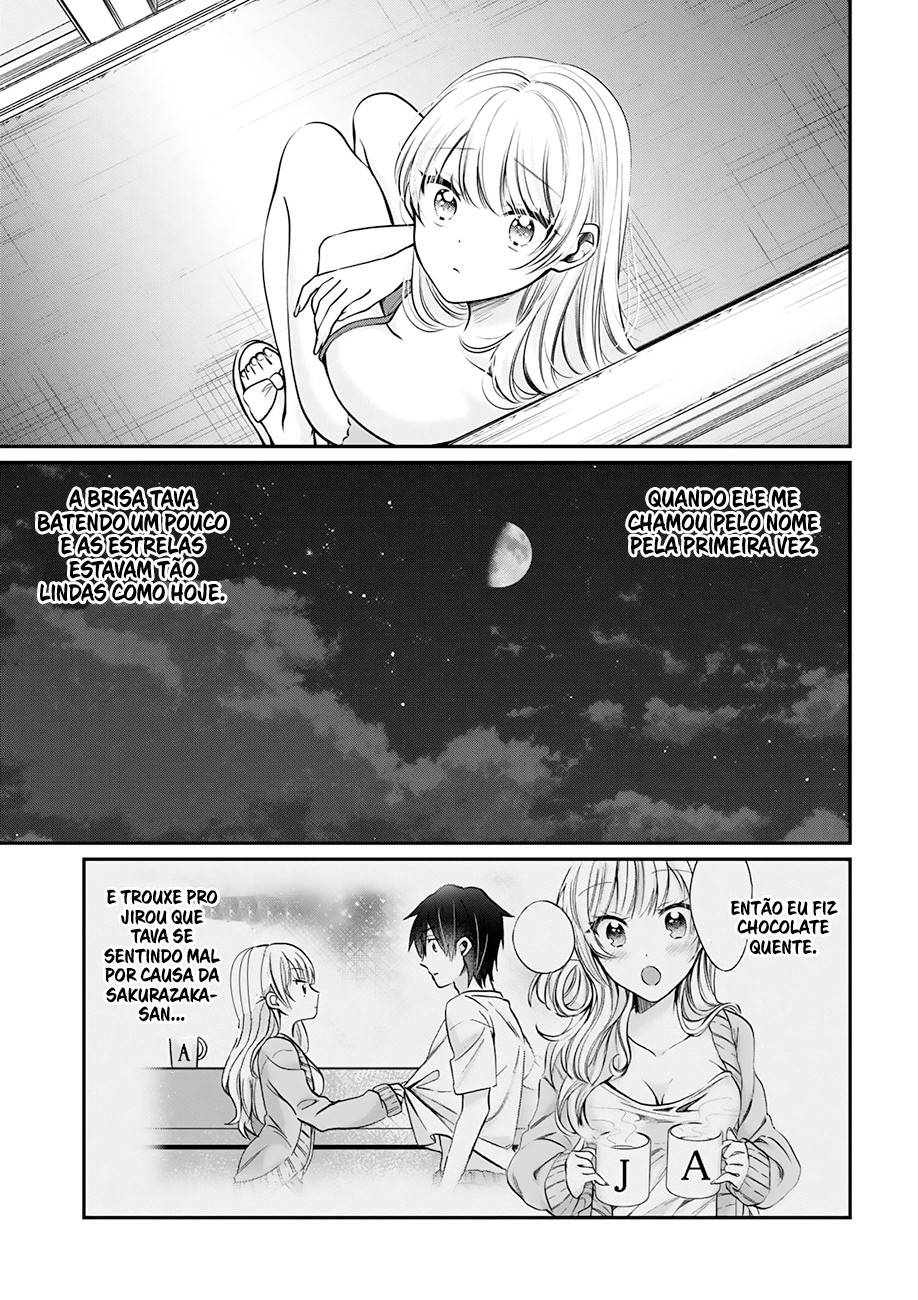 QUANDO ELE ME
CHAMOU PELO NOME
PELA PRIMEIRA VEZ.
A BRISA TAVA
BATENDO UM POUCO
E AS ESTRELAS
ESTAVAM TÃO
LINDAS COMO HOJE.
ENTÃO EU FIZ
CHOCOLATE
QUENTE.
J A
E TROUXE PRO
JIROU QUE
TAVA SE
SENTINDO MAL
POR CAUSA DA
SAKURAZAKA-
SAN...
A